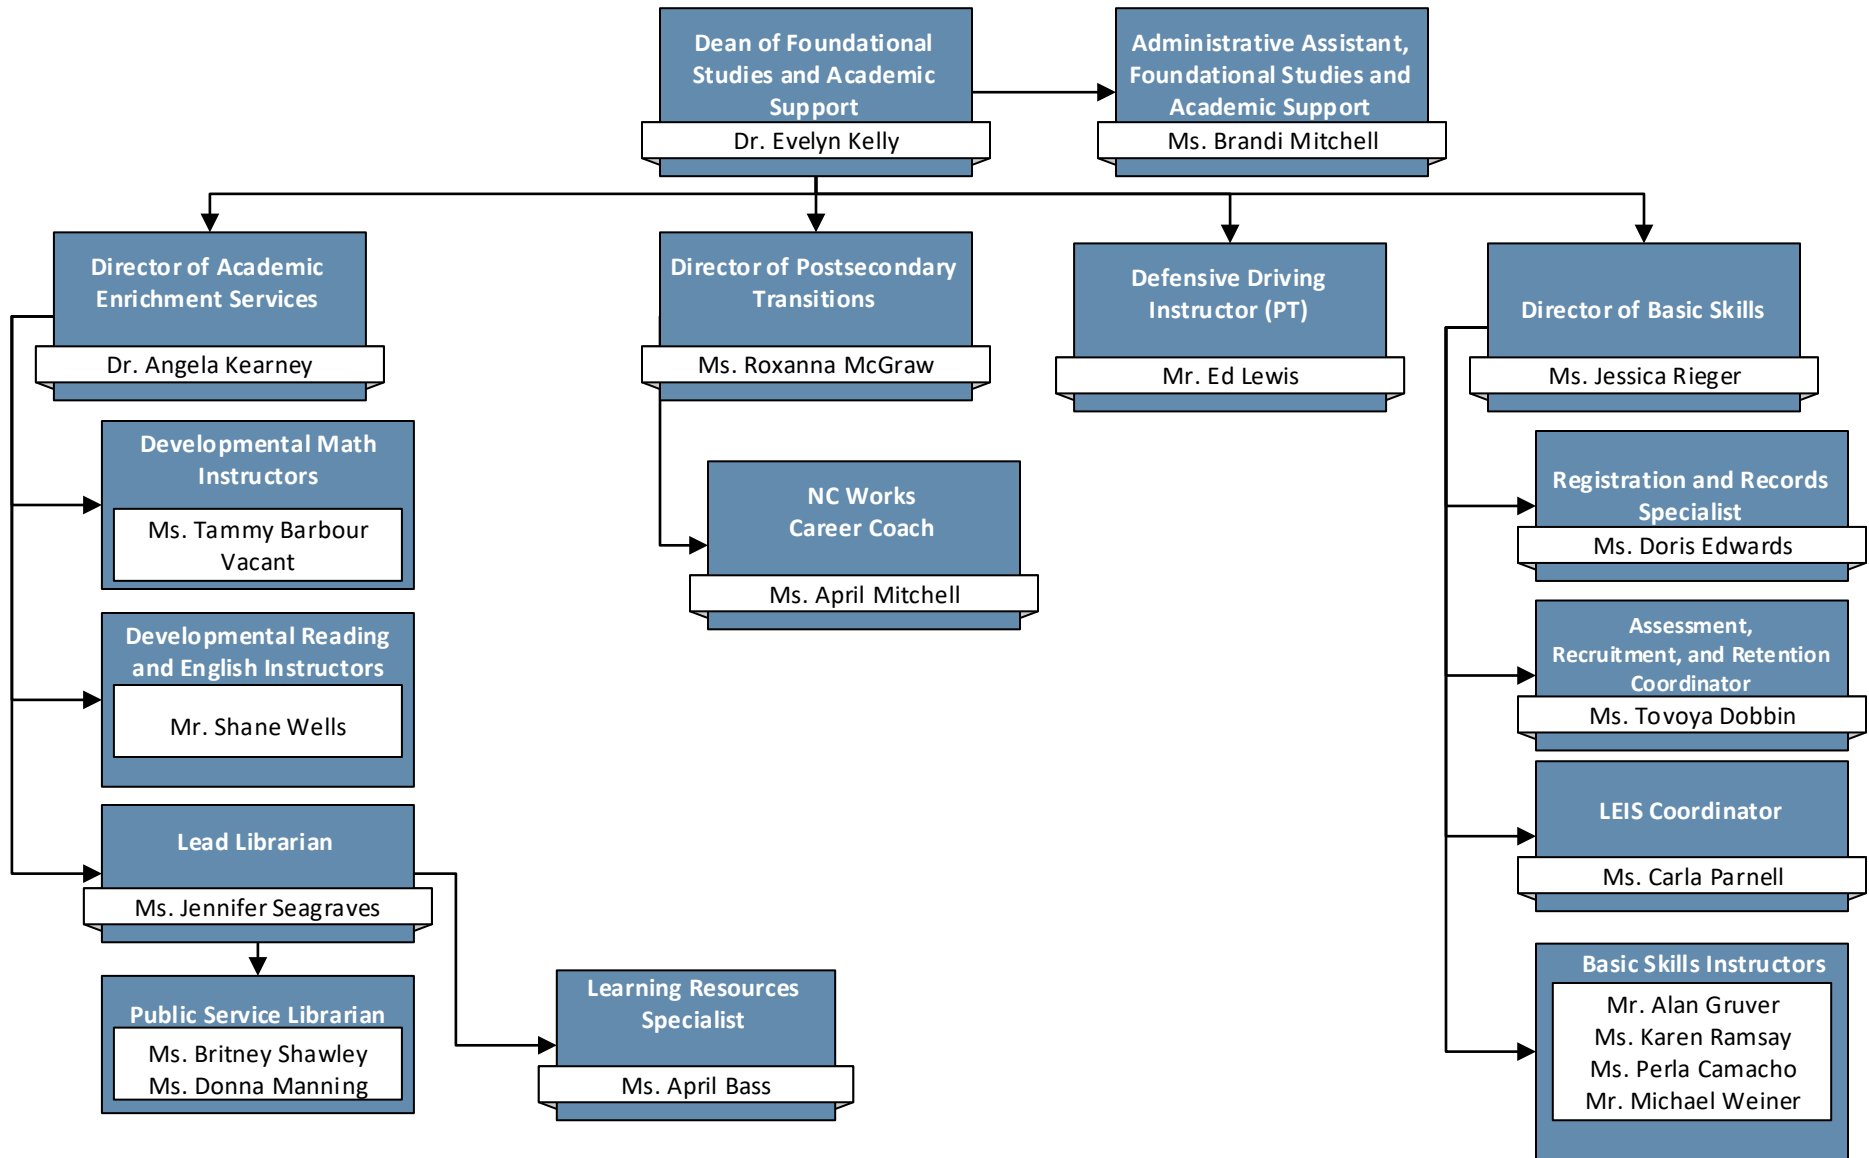 Dean of Foundational
Studies and Academic
Support
Dr. Evelyn Kelly
Administrative Assistant,
Foundational Studies and
Academic Support
Ms. Brandi Mitchell
Director of Academic
Enrichment Services
Dr. Angela Kearney
Director of Postsecondary
Transitions
Ms. Roxanna McGraw
Defensive Driving
Instructor (PT)
Mr. Ed Lewis
Director of Basic Skills
Ms. Jessica Rieger
Developmental Math
Instructors
Ms. Tammy Barbour
Vacant
Developmental Reading
and English Instructors
Mr. Shane Wells
Lead Librarian
Ms. Jennifer Seagraves
Public Service Librarian
Ms. Britney Shawley
Ms. Donna Manning
Learning Resources
Specialist
Ms. April Bass
NC Works
Career Coach
Ms. April Mitchell
Registration and Records
Specialist
Ms. Doris Edwards
Assessment,
Recruitment, and Retention
Coordinator
Ms. Tovoya Dobbin
LEIS Coordinator
Ms. Carla Parnell
Basic Skills Instructors
Mr. Alan Gruver
Ms. Karen Ramsay
Ms. Perla Camacho
Mr. Michael Weiner